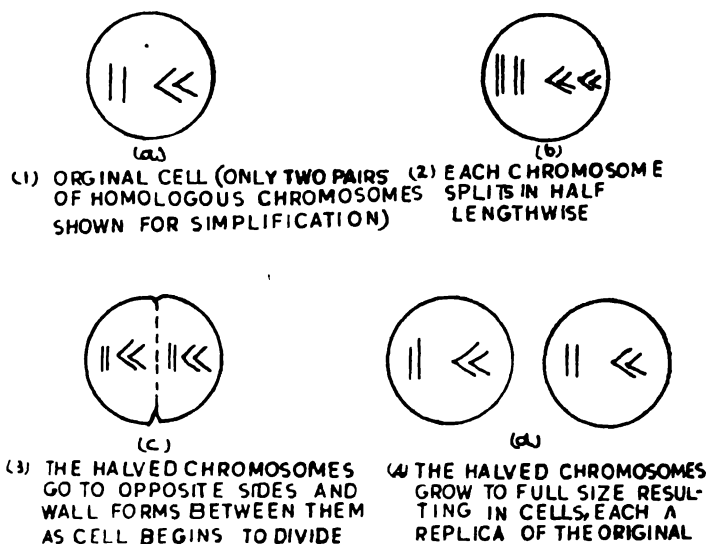 (a)
(1) ORGINAL CELL (ONLY TWO PAIRS
OF HOMOLOGOUS CHROMOSOMES
SHOWN FOR SIMPLIFICATION)
(b)
(2) EACH CHROMOSOME
SPLITS IN HALF
LENGTHWISE
(c)
(3) THE HALVED CHROMOSOMES
GO TO OPPOSITE SIDES AND
WALL FORMS BETWEEN THEM
AS CELL BEGINS TO DIVIDE
(d)
(4) THE HALVED CHROMOSOMES
GROW TO FULL SIZE RESUL-
TING IN CELLS, EACH A
REPLICA OF THE ORIGINAL